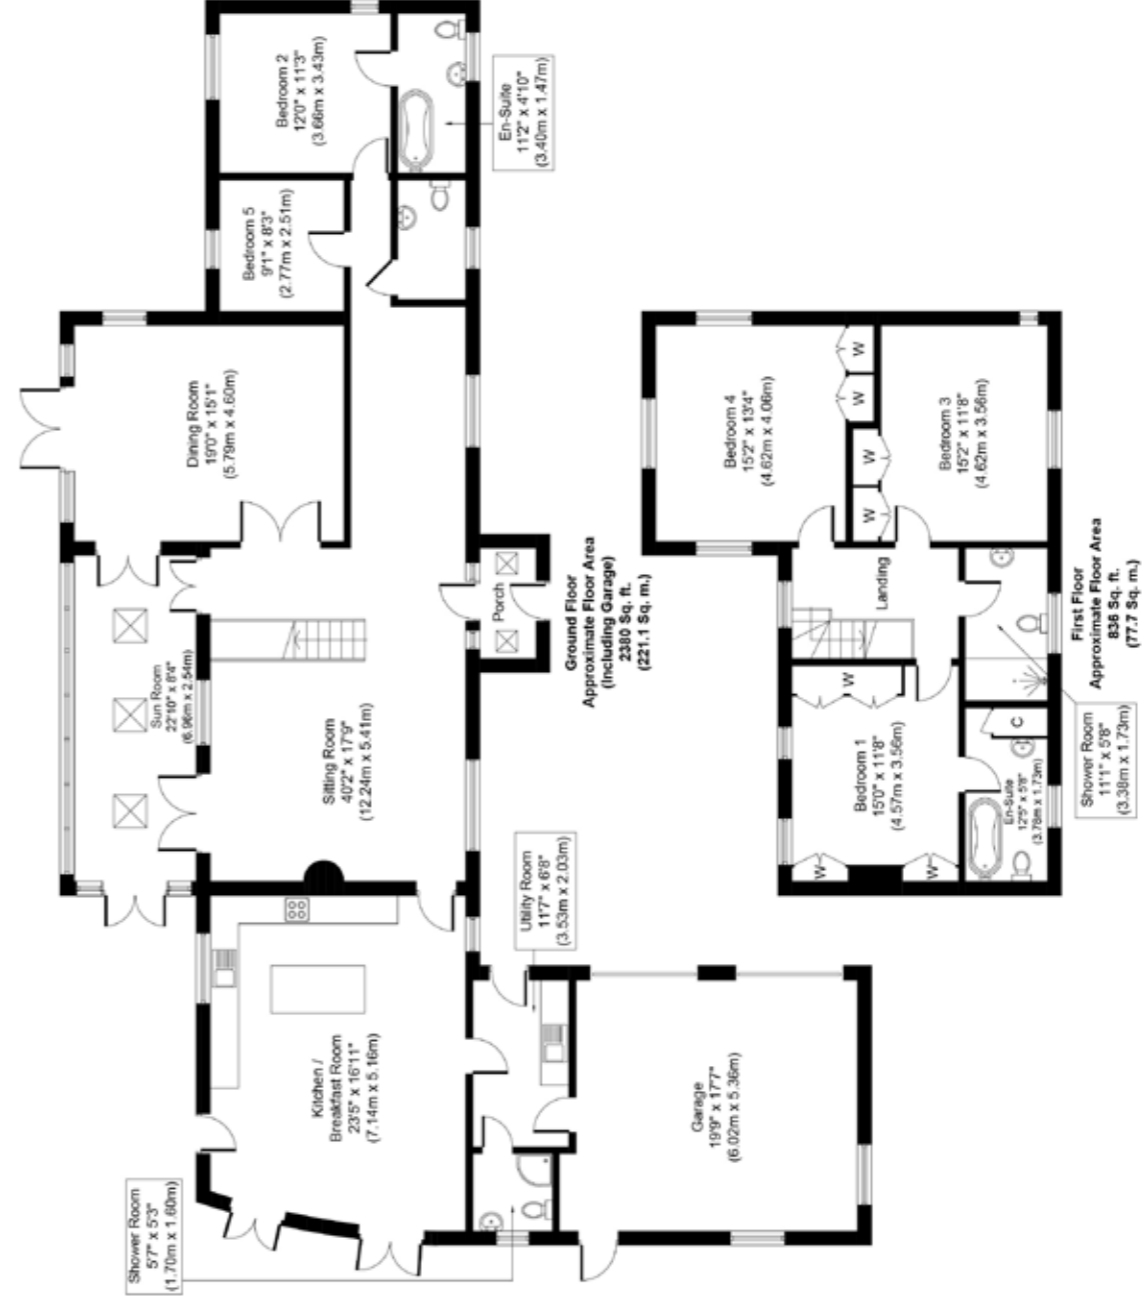 Bedroom 2
12'0" x 11'3"
(3.66m x 3.43m)
En-Suite
11'2" x 4'10"
(3.40m x 1.47m)
Bedroom 5
9'1" x 8'3"
(2.77m x 2.51m)
Dining Room
19'0" x 15'1"
(5.79m x 4.60m)
Sun Room
22'10" x 8'4"
(6.96m x 2.54m)
Sitting Room
40'2" x 17'9"
(12.24m x 5.41m)
Porch
Kitchen /
Breakfast Room
23'5" x 16'11"
(7.14m x 5.16m)
Utility Room
11'7" x 6'8"
(3.53m x 2.03m)
Shower Room
5'7" x 5'3"
(1.70m x 1.60m)
Garage
19'9" x 17'7"
(6.02m x 5.36m)
Ground Floor
Approximate Floor Area
(Including Garage)
2380 Sq. ft.
(221.1 Sq. m.)
Bedroom 4
15'2" x 13'4"
(4.62m x 4.06m)
W
W
W
W
Bedroom 3
15'2" x 11'8"
(4.62m x 3.56m)
Landing
W
Bedroom 1
15'0" x 11'8"
(4.57m x 3.56m)
W
W
C
En-Suite
12'5" x 5'8"
(3.78m x 1.73m)
Shower Room
11'1" x 5'8"
(3.38m x 1.73m)
First Floor
Approximate Floor Area
836 Sq. ft.
(77.7 Sq. m.)